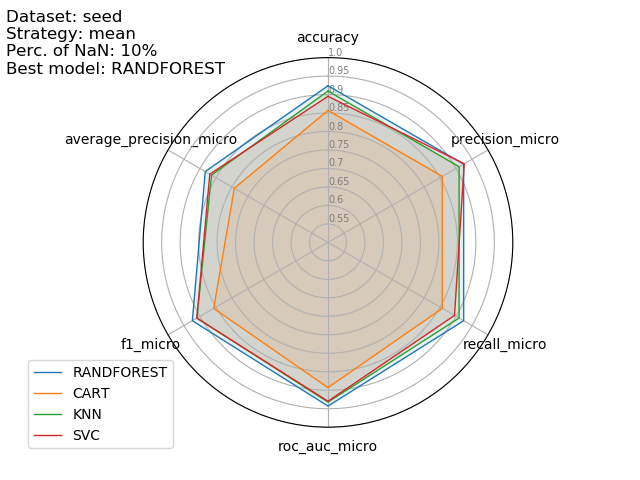 Dataset: seed
Strategy: mean
Perc. of NaN: 10%
Best model: RANDFOREST
accuracy
1.0
0.95
0.9
0.85
0.8
0.75
0.7
0.65
0.6
0.55
average_precision_micro
precision_micro
f1_micro
recall_micro
roc_auc_micro
RANDFOREST
CART
KNN
SVC